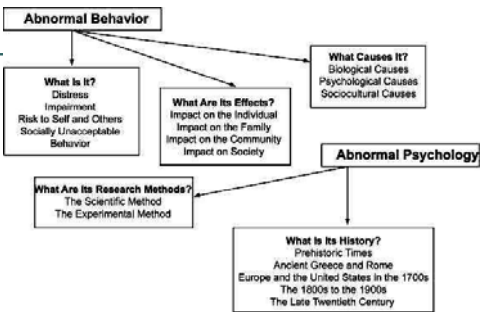 Abnormal Behavior
What Causes It?
Biological Causes
Psychological Causes
Sociocultural Causes
What Is It?
Distress
Impairment
Risk to Self and Others
Socially Unacceptable
Behavior
What Are Its Effects?
Impact on the Individual
Impact on the Family
Impact on the Community
Impact on Society
Abnormal Psychology
What Are Its Research Methods?
The Scientific Method
The Experimental Method
What Is Its History?
Prehistoric Times
Ancient Greece and Rome
Europe and the United States in the 1700s
The 1800s to the 1900s
The Late Twentieth Century